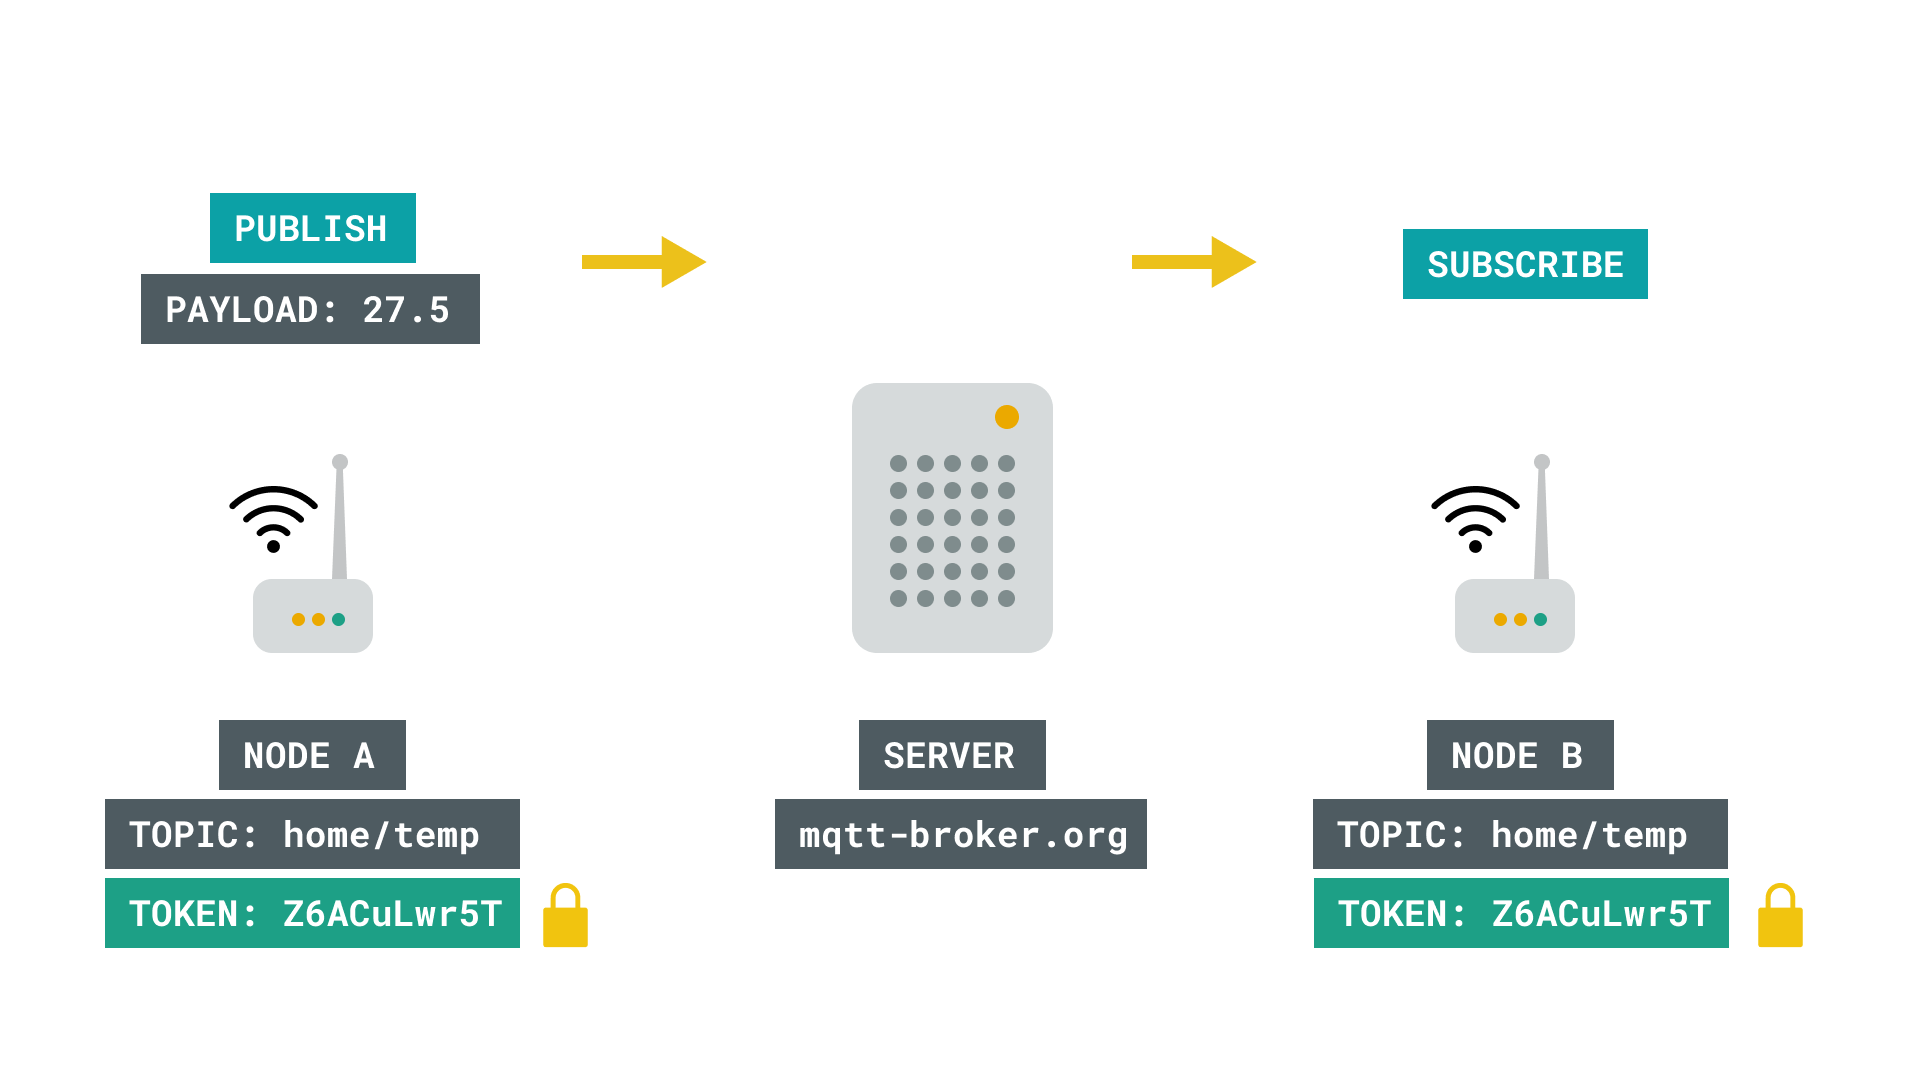 PUBLISH
PAYLOAD: 27.5
SUBSCRIBE
NODE A
TOPIC: home/temp
TOKEN: Z6ACuLwr5T
SERVER
mqtt-broker.org
NODE B
TOPIC: home/temp
TOKEN: Z6ACuLwr5T